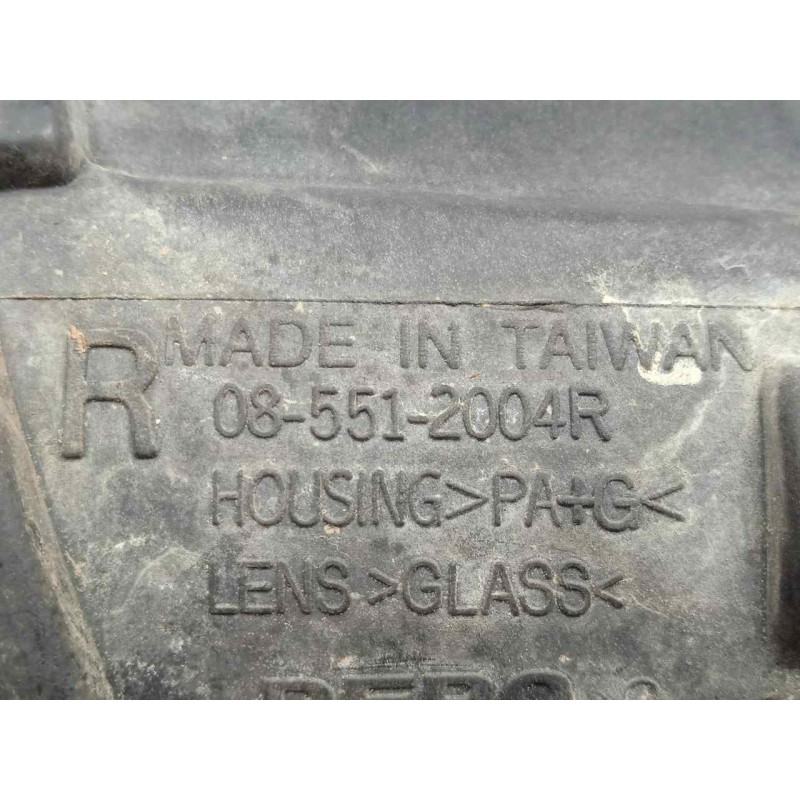 R MADE IN TAIWAN
08-551-2004R
HOUSING>PA+G<
LENS>GLASS<